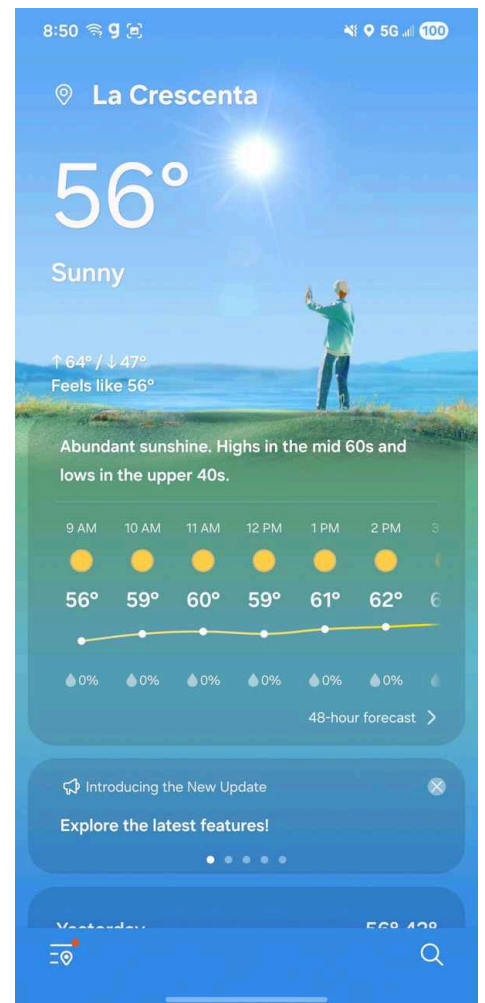 8:50 g 5G 100
La Crescenta
56°
Sunny
↑64°/↓47°
Feels like 56°
Abundant sunshine. Highs in the mid 60s and
lows in the upper 40s.
9 AM 10 AM 11 AM 12 PM 1 PM 2 PM
56° 59° 60° 59° 61° 62°
0% 0% 0% 0% 0% 0%
48-hour forecast
Introducing the New Update
Explore the latest features!
Yesterday